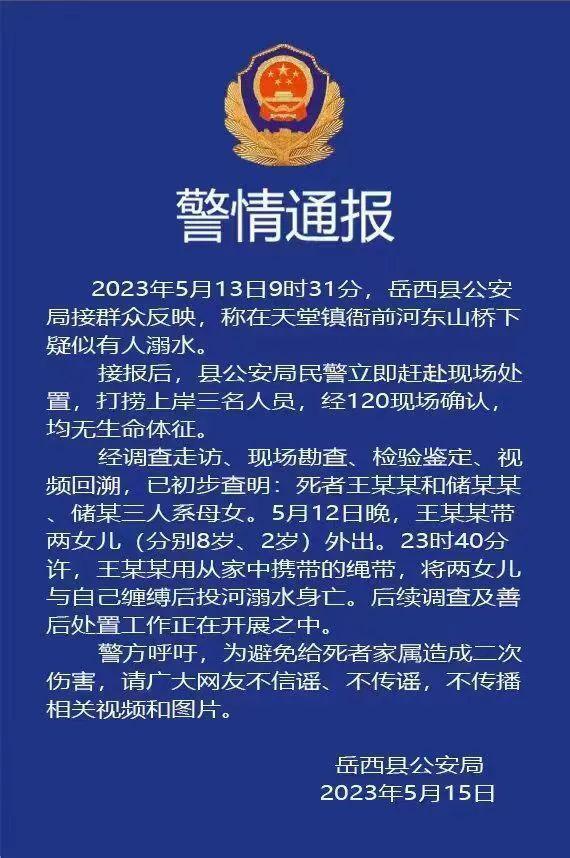 警情通报
2023年5月13日9时31分，岳西县公安
局接群众反映，称在天堂镇衙前河东山桥下
疑似有人溺水。
接报后，县公安局民警立即赶赴现场处
置，打捞上岸三名人员，经120现场确认，
均无生命体征。
经调查走访、现场勘查、检验鉴定、视
频回溯，已初步查明：死者王某某和储某某
、储某三人系母女。5月12日晚，王某某带
两女儿（分别8岁、2岁）外出。23时40分
许，王某某用从家中携带的绳带，将两女儿
与自己缠缚后投河溺水身亡。后续调查及善
后处置工作正在开展之中。
警方呼吁，为避免给死者家属造成二次
伤害，请广大网友不信谣、不传谣，不传播
相关视频和图片。
岳西县公安局
2023年5月15日